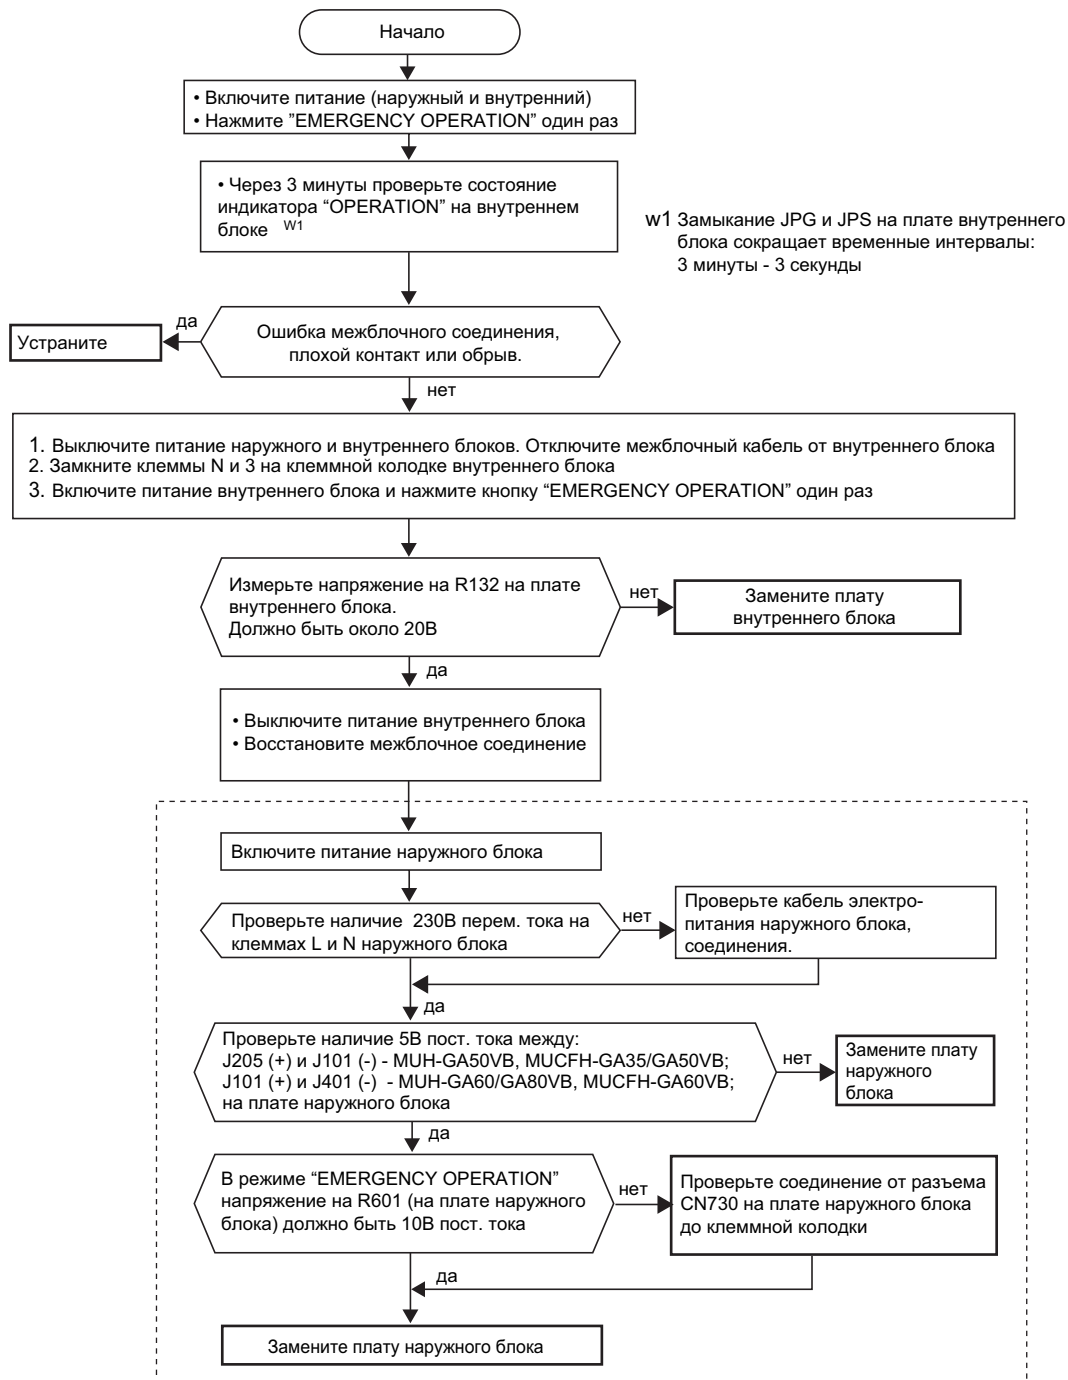 Начало
• Включите питание (наружный и внутренний)
• Нажмите ”EMERGENCY OPERATION” один раз
• Через 3 минуты проверьте состояние
индикатора “OPERATION” на внутреннем
блоке W1
w1 Замыкание JPG и JPS на плате внутреннего
блока сокращает временные интервалы:
3 минуты - 3 секунды
Ошибка межблочного соединения,
плохой контакт или обрыв.
да
Устраните
нет
1. Выключите питание наружного и внутреннего блоков. Отключите межблочный кабель от внутреннего блока
2. Замкните клеммы N и 3 на клеммной колодке внутреннего блока
3. Включите питание внутреннего блока и нажмите кнопку “EMERGENCY OPERATION” один раз
Измерьте напряжение на R132 на плате
внутреннего блока.
Должно быть около 20В
нет
Замените плату
внутреннего блока
да
• Выключите питание внутреннего блока
• Восстановите межблочное соединение
Включите питание наружного блока
Проверьте наличие 230В перем. тока на
клеммах L и N наружного блока
нет
Проверьте кабель электро-
питания наружного блока,
соединения.
да
Проверьте наличие 5В пост. тока между:
J205 (+) и J101 (-) - MUH-GA50VB, MUCFH-GA35/GA50VB;
J101 (+) и J401 (-) - MUH-GA60/GA80VB, MUCFH-GA60VB;
на плате наружного блока
нет
Замените плату
наружного
блока
да
В режиме “EMERGENCY OPERATION”
напряжение на R601 (на плате наружного
блока) должно быть 10В пост. тока
нет
Проверьте соединение от разъема
CN730 на плате наружного блока
до клеммной колодки
да
Замените плату наружного блока